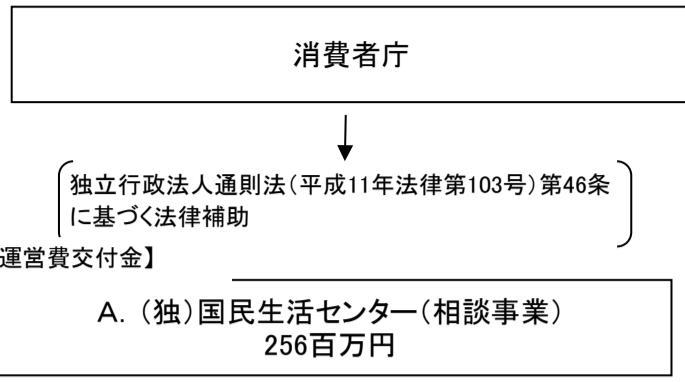 消費者庁
独立行政法人通則法(平成11年法律第103号)第46条
に基づく法律補助
運営費交付金】
A. (独)国民生活センター(相談事業)
256百万円